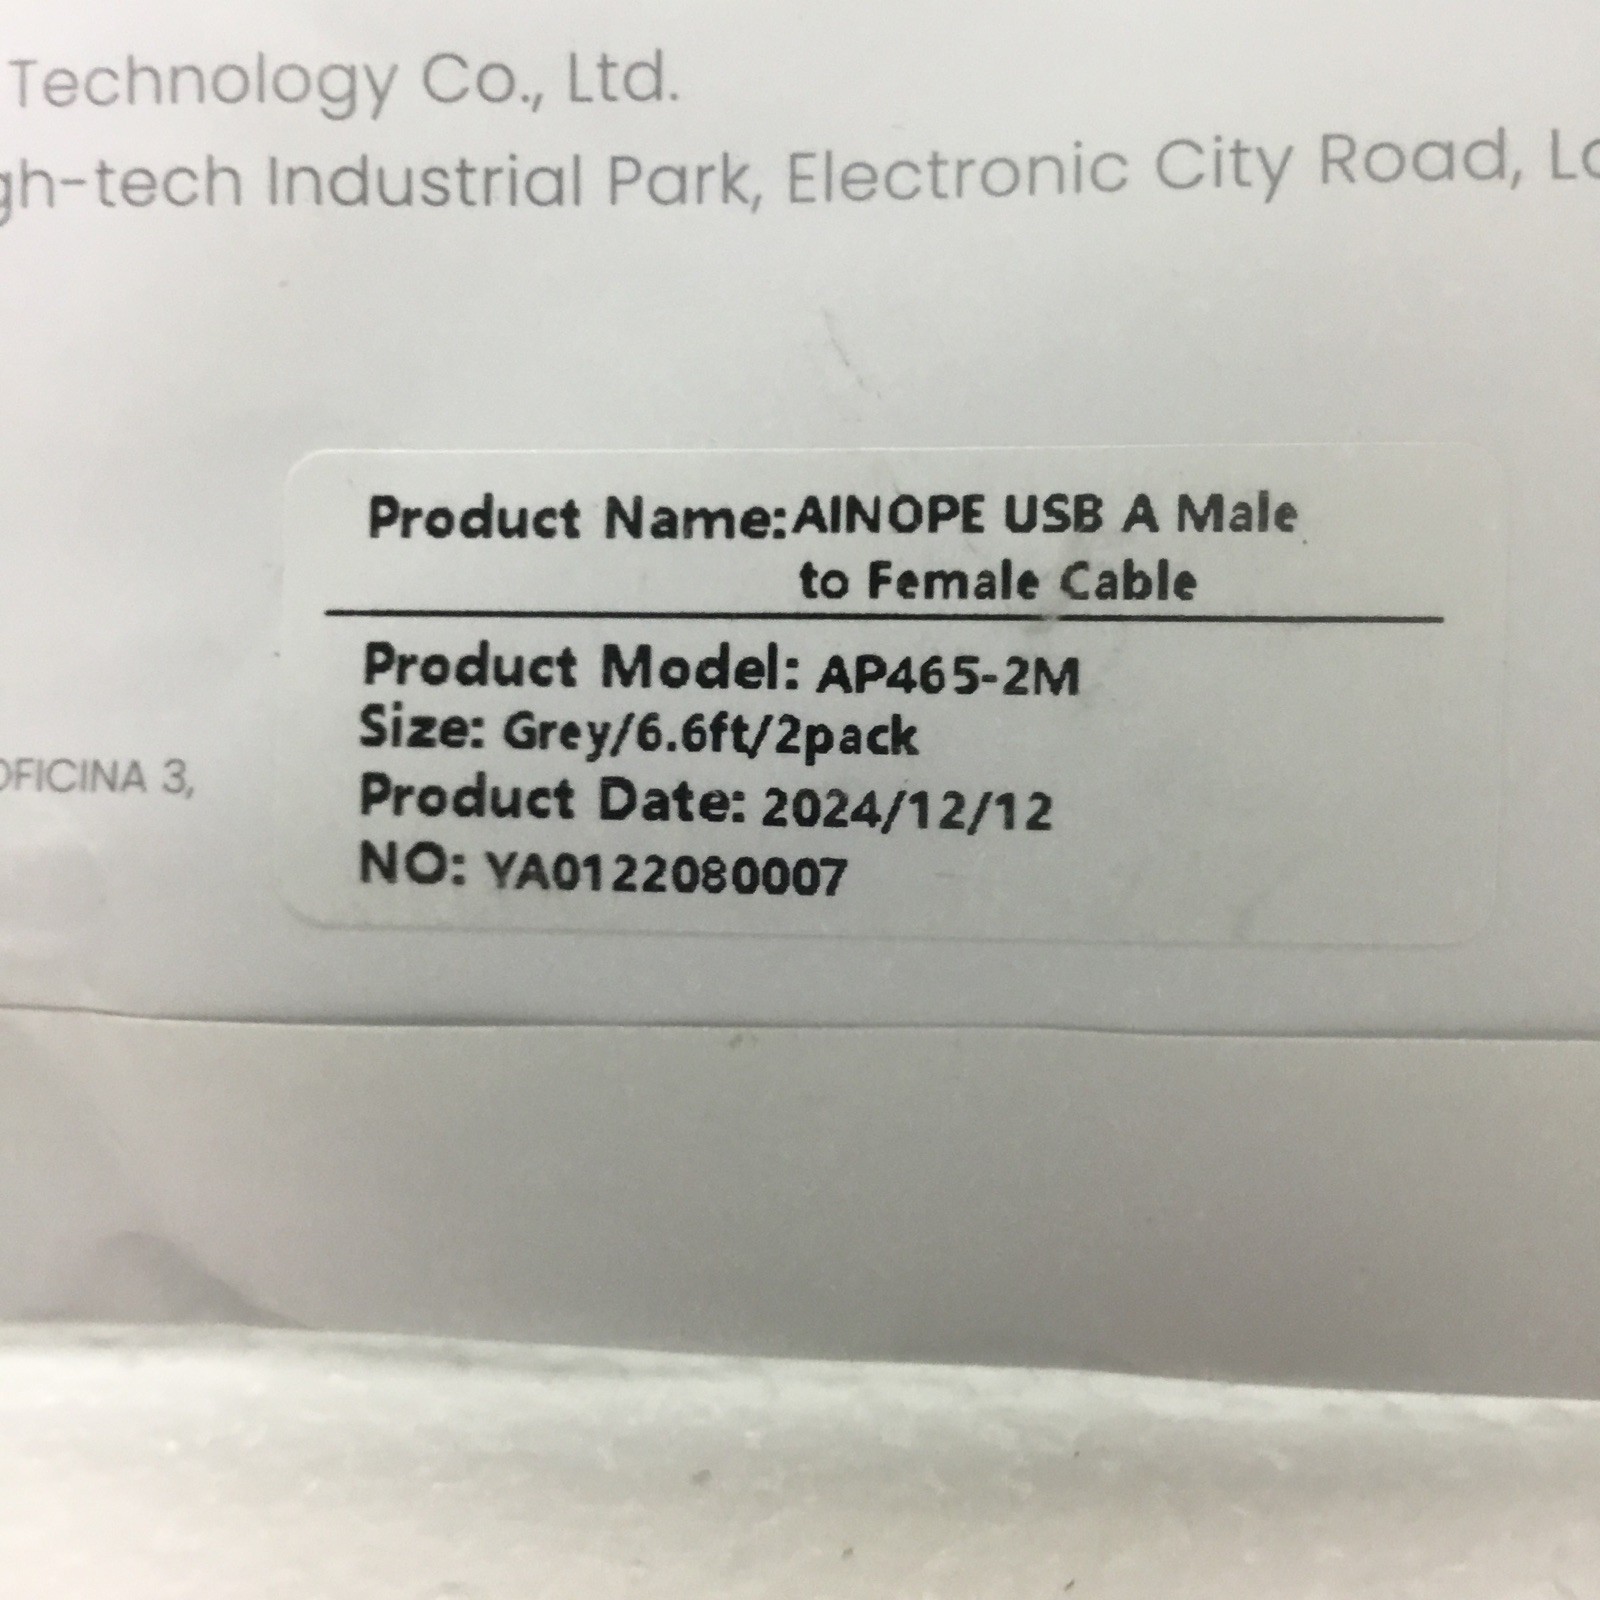 Technology Co., Ltd.
gh-tech Industrial Park, Electronic City Road,
Product Name:AINOPE USB A Male
to Female Cable
Product Model: AP465-2M
Size: Grey/6.6ft/2pack
OFICINA 3,
Product Date: 2024/12/12
NO: YA0122080007